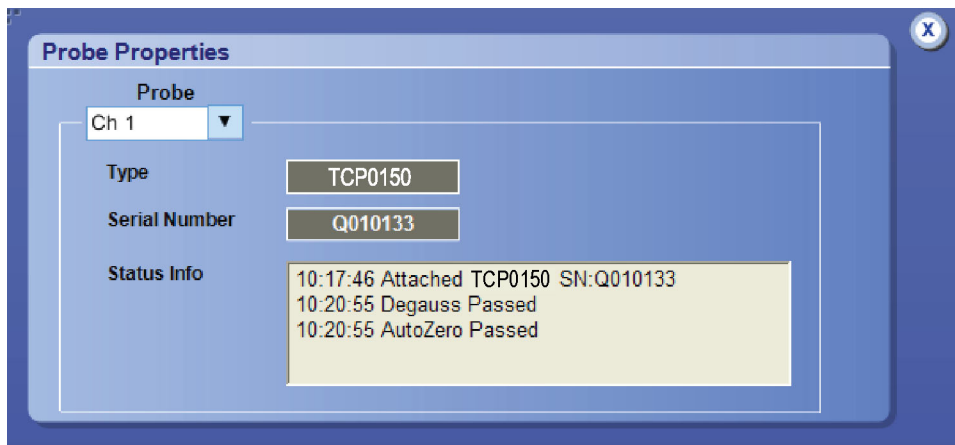 X
Probe Properties
Probe
Ch 1
Type
TCP0150
Serial Number
Q010133
Status Info
10:17:46 Attached TCP0150 SN:Q010133
10:20:55 Degauss Passed
10:20:55 AutoZero Passed